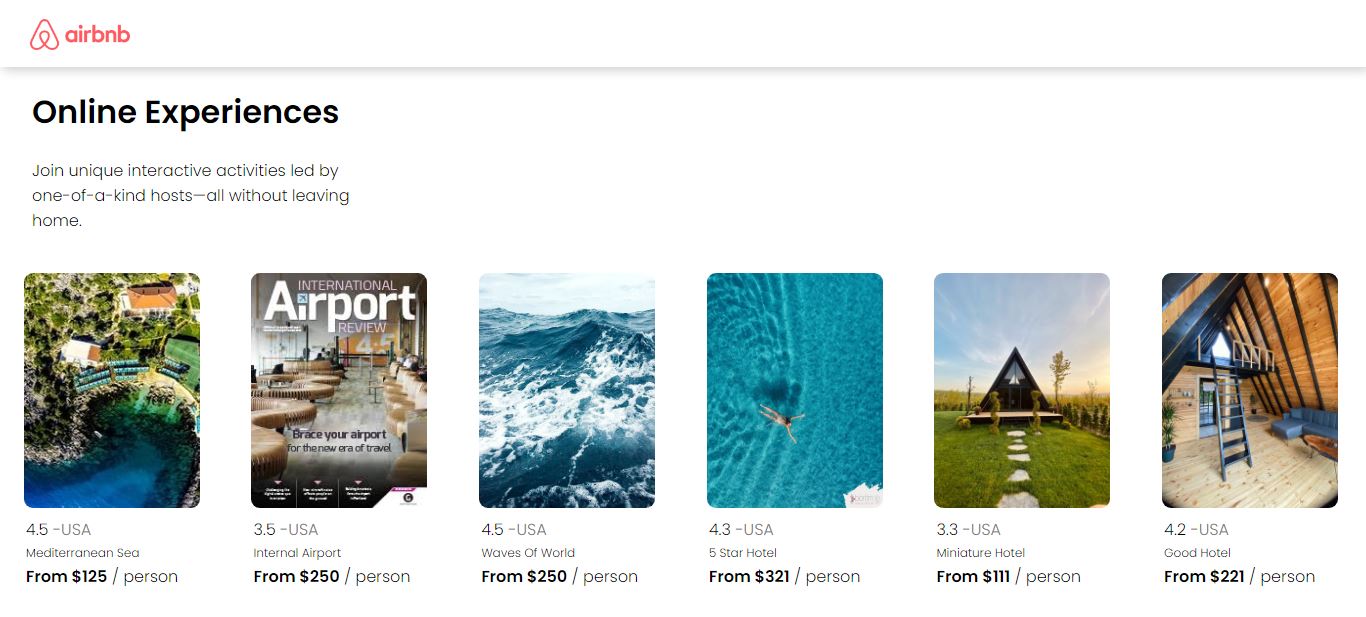 airbnb
Online Experiences
Join unique interactive activities led by
one-of-a-kind hosts—all without leaving
home.
INTERNATIONAL
Airport
REVIEW
Brace your airport
for the new era of travel
4.5 -USA
Mediterranean Sea
From $125 / person
3.5 -USA
Internal Airport
From $250 / person
4.5 -USA
Waves Of World
From $250 / person
4.3 -USA
5 Star Hotel
From $321 / person
3.3 -USA
Miniature Hotel
From $111 / person
4.2 -USA
Good Hotel
From $221 / person